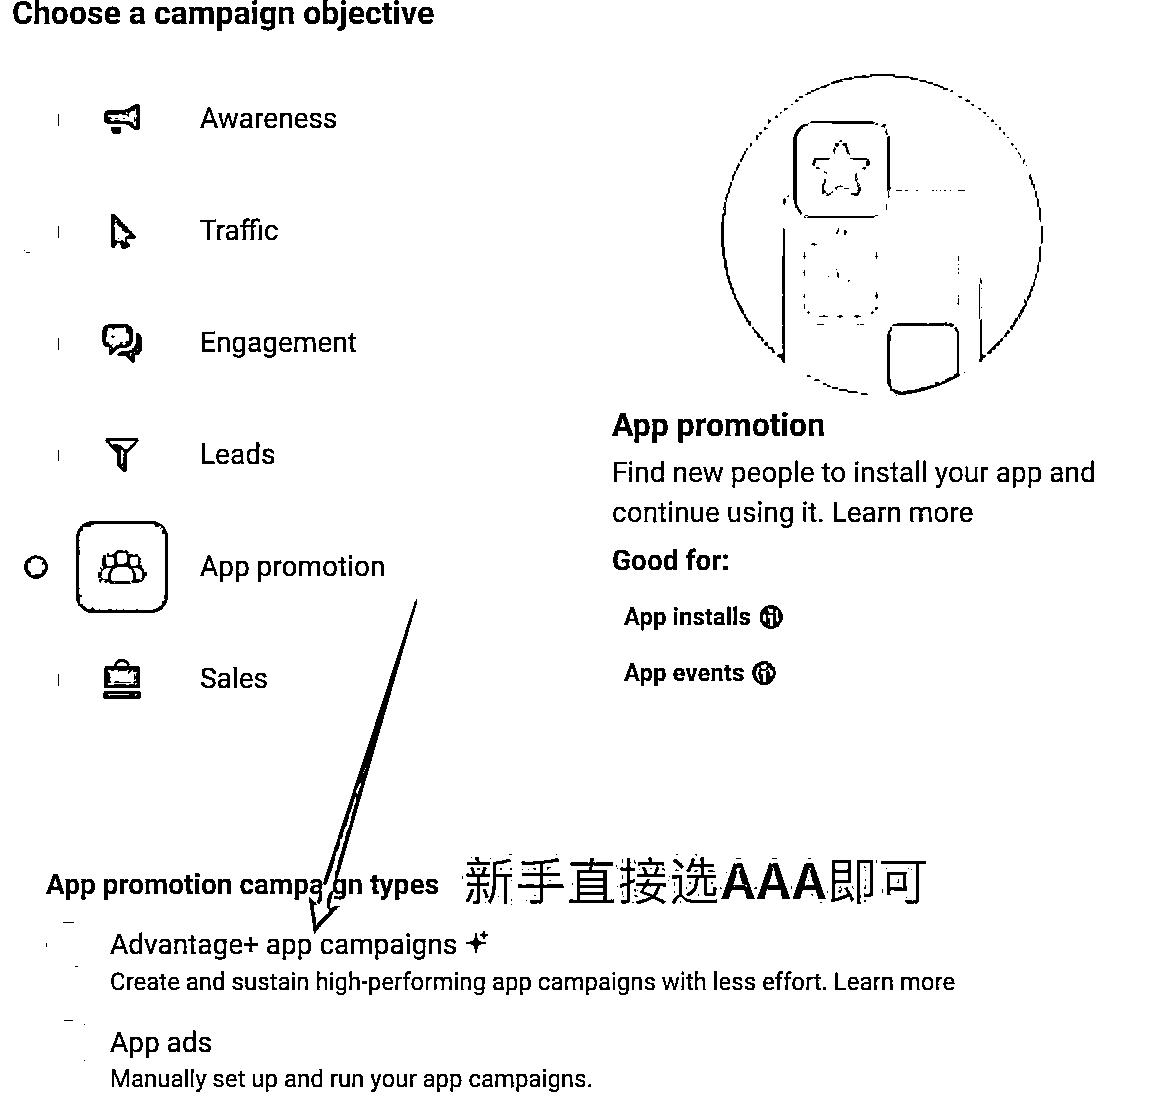 Choose a campaign objective
Awareness
Traffic
Engagement
Leads
App promotion
Sales
App promotion
Find new people to install your app and
continue using it. Learn more
Good for:
App installs
App events
App promotion campaign types 新手直接选AAA即可
Advantage+ app campaigns
Create and sustain high-performing app campaigns with less effort. Learn more
App ads
Manually set up and run your app campaigns.